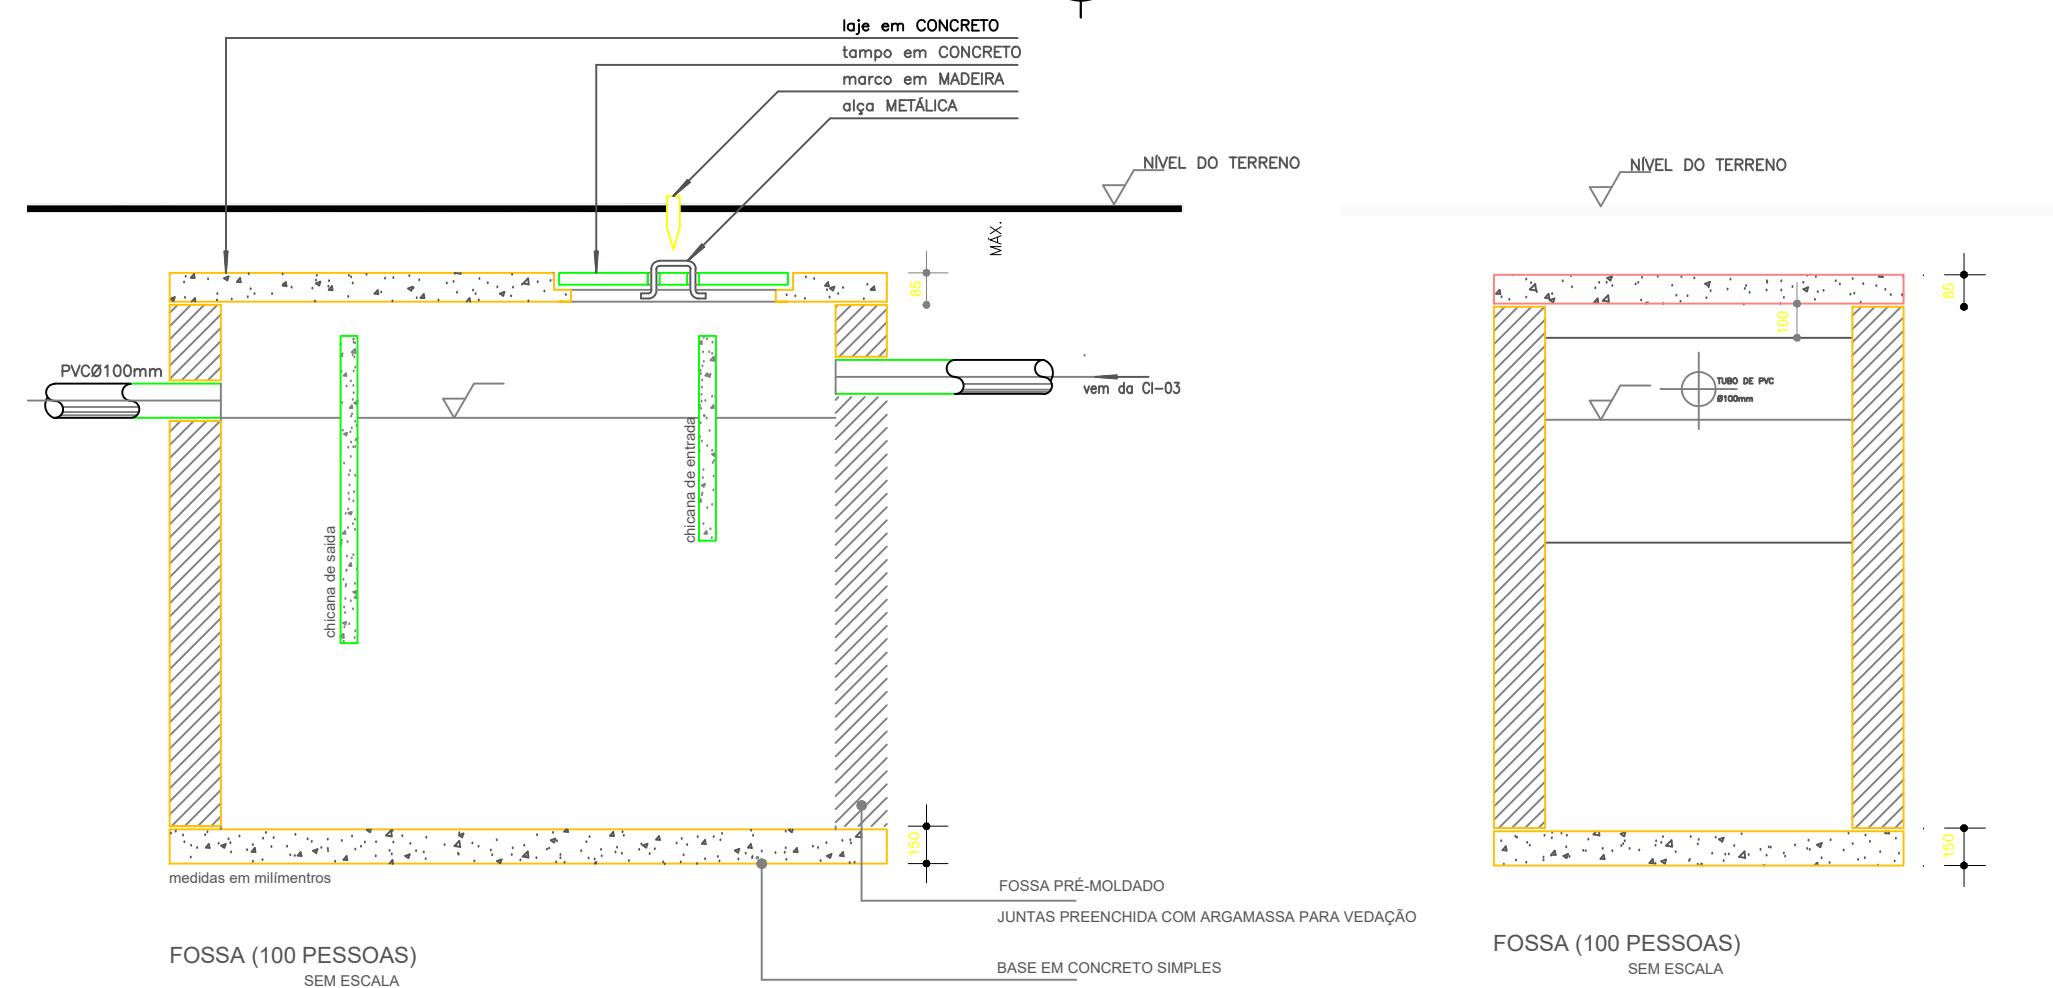 laje em CONCRETO
tampo em CONCRETO
marco em MADEIRA
alça METÁLICA
NÍVEL DO TERRENO
NÍVEL DO TERRENO
MÁX.
85
85
100
PVCØ100mm
vem da CI-03
TUBO DE PVC
Ø100mm
chicana de entrada
chicana de saida
150
150
medidas em milímentros
FOSSA PRÉ-MOLDADO
JUNTAS PREENCHIDA COM ARGAMASSA PARA VEDAÇÃO
BASE EM CONCRETO SIMPLES
FOSSA (100 PESSOAS)
SEM ESCALA
FOSSA (100 PESSOAS)
SEM ESCALA